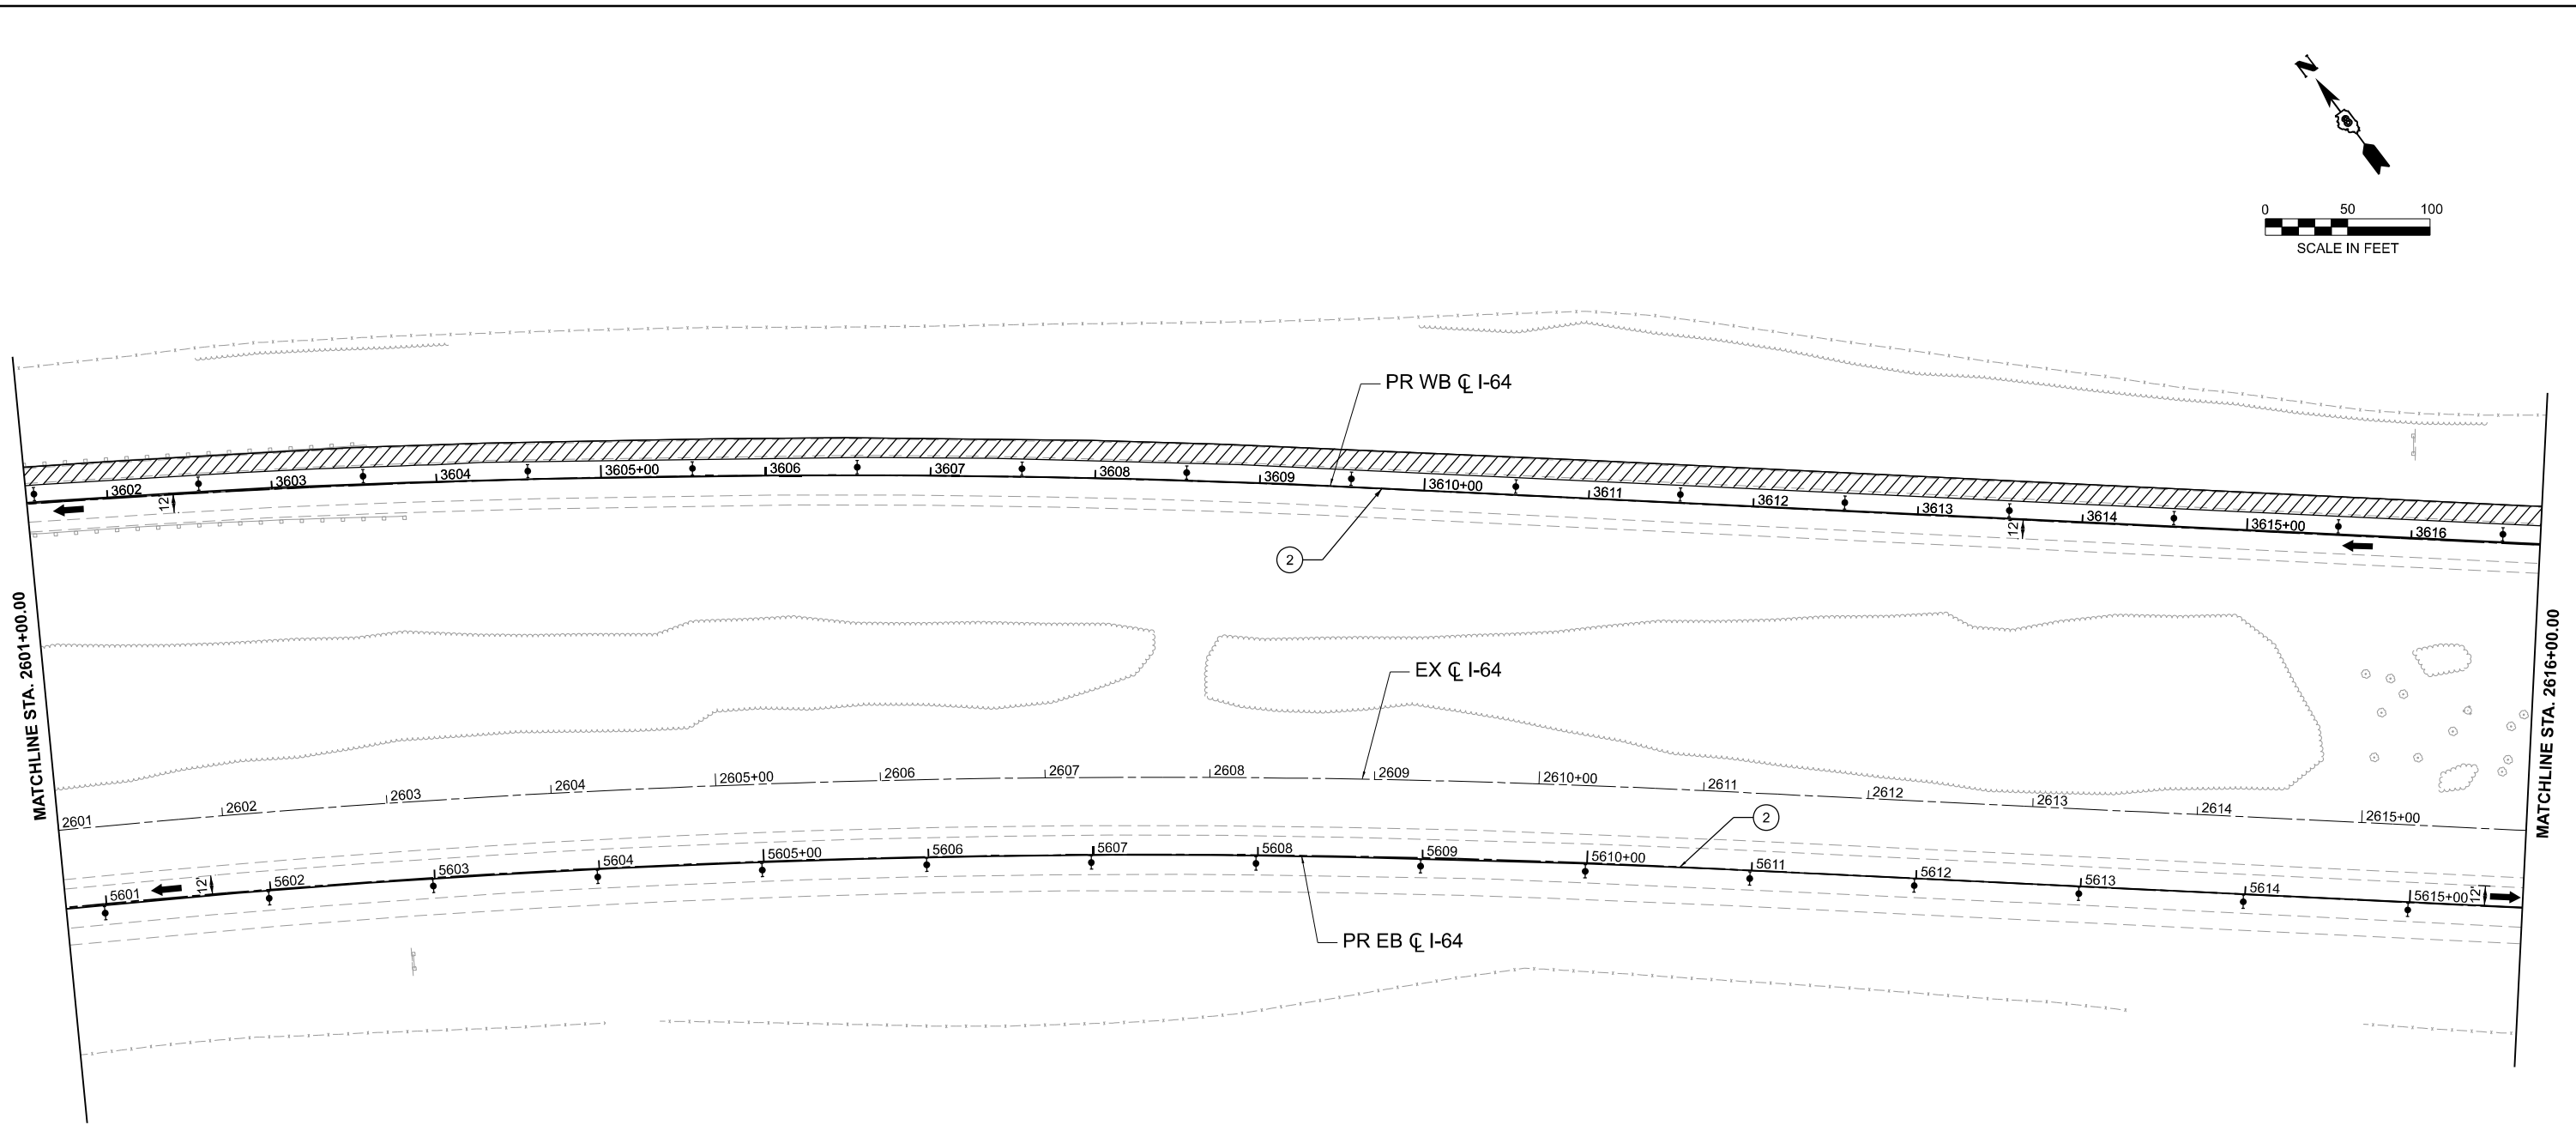 N
0 50 100
SCALE IN FEET
PR WB ℄ I-64
3602 3603 3604 3605+00 3606 3607 3608 3609 3610+00 3611 3612 3613 3614 3615+00 3616
12'
12'
2
MATCHLINE STA. 2601+00.00
MATCHLINE STA. 2616+00.00
EX ℄ I-64
2601 2602 2603 2604 2605+00 2606 2607 2608 2609 2610+00 2611 2612 2613 2614 2615+00
2
5601 5602 5603 5604 5605+00 5606 5607 5608 5609 5610+00 5611 5612 5613 5614 5615+00
12'
12'
PR EB ℄ I-64